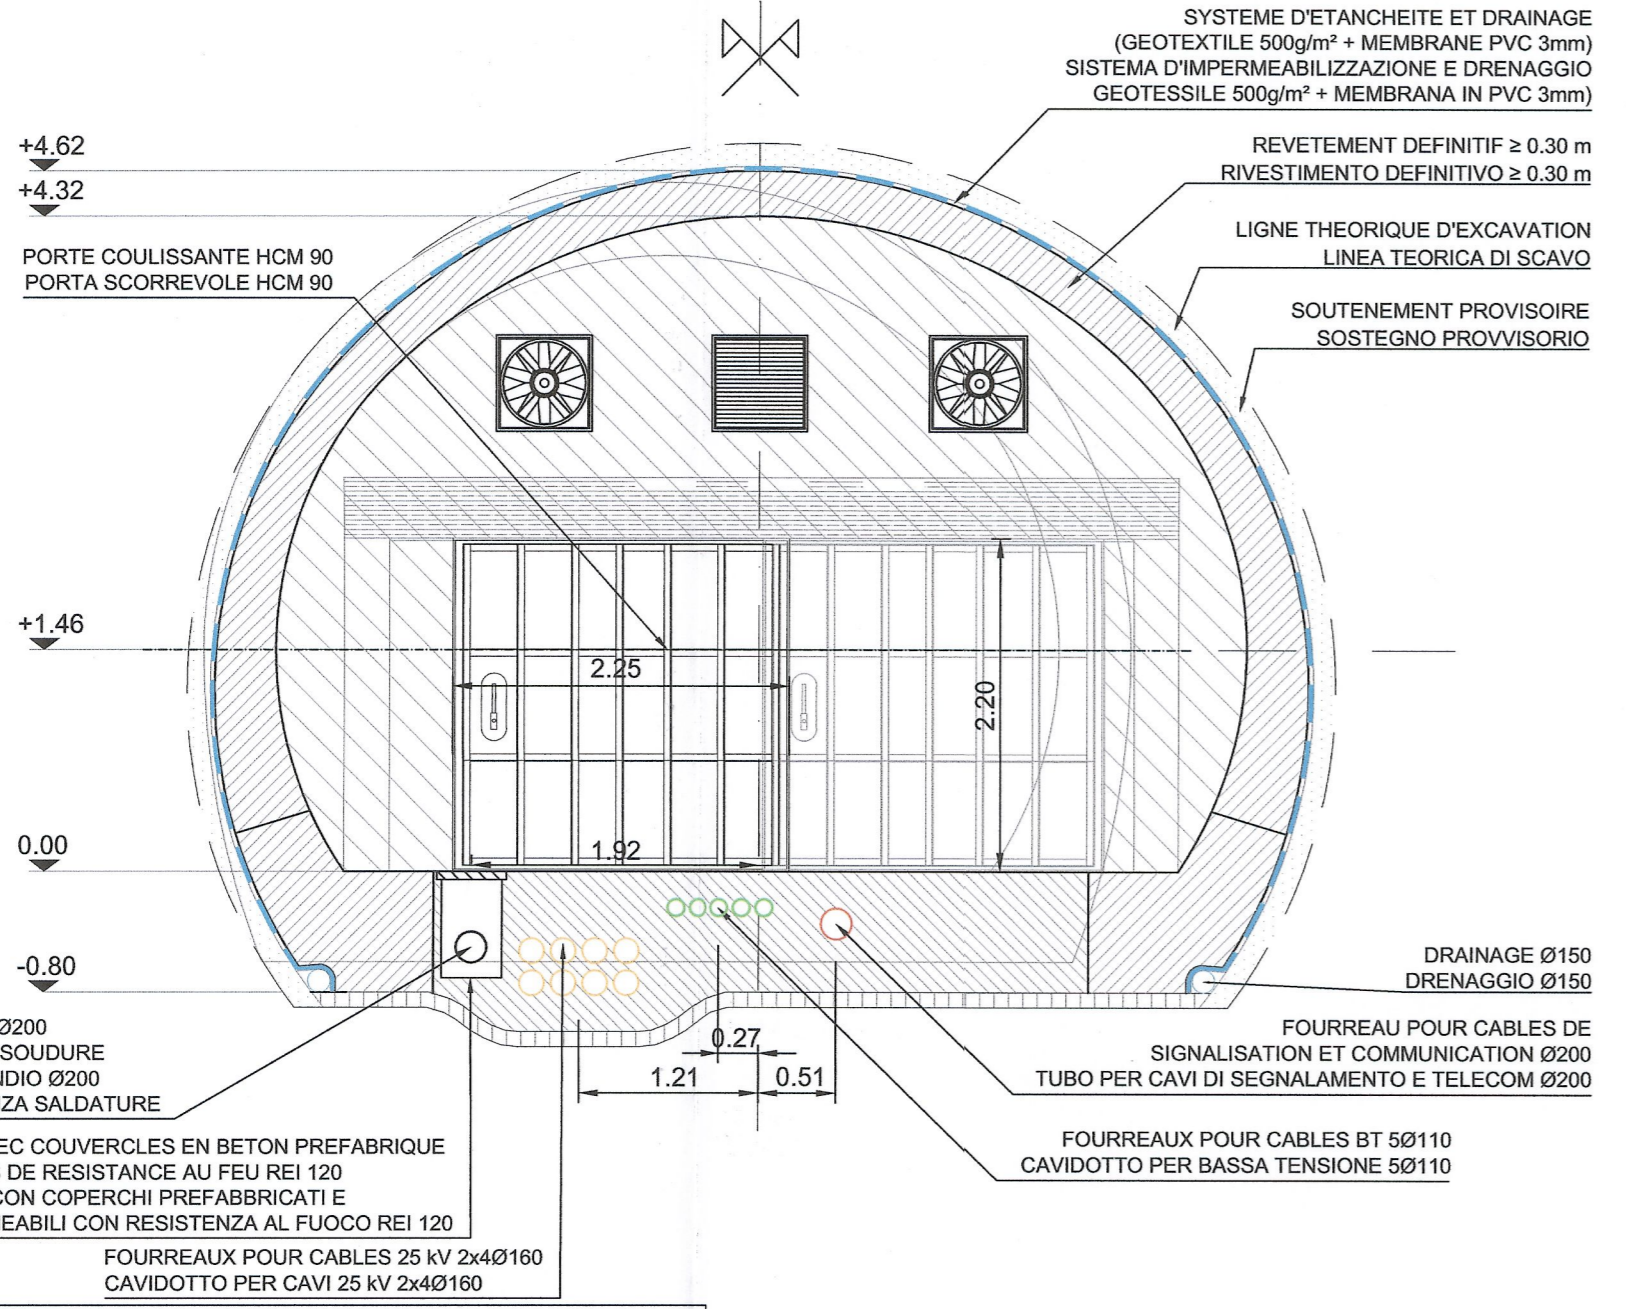 SYSTEME D'ETANCHEITE ET DRAINAGE
(GEOTEXTILE 500g/m² + MEMBRANE PVC 3mm)
SISTEMA D'IMPERMEABILIZZAZIONE E DRENAGGIO
GEOTESSILE 500g/m² + MEMBRANA IN PVC 3mm)
REVETEMENT DEFINITIF ≥ 0.30 m
RIVESTIMENTO DEFINITIVO ≥ 0.30 m
LIGNE THEORIQUE D'EXCAVATION
LINEA TEORICA DI SCAVO
SOUTENEMENT PROVISOIRE
SOSTEGNO PROVVISORIO
+4.62
+4.32
PORTE COULISSANTE HCM 90
PORTA SCORREVOLE HCM 90
+1.46
2.25
2.20
1.92
0.00
-0.80
DRAINAGE Ø150
DRENAGGIO Ø150
Ø200
SOUDURE
NDIO Ø200
NZA SALDATURE
0.27
1.21
0.51
FOURREAU POUR CABLES DE
SIGNALISATION ET COMMUNICATION Ø200
TUBO PER CAVI DI SEGNALAMENTO E TELECOM Ø200
EC COUVERCLES EN BETON PREFABRIQUE
DE RESISTANCE AU FEU REI 120
CON COPERCHI PREFABBRICATI E
MEABILI CON RESISTENZA AL FUOCO REI 120
FOURREAUX POUR CABLES BT 5Ø110
CAVIDOTTO PER BASSA TENSIONE 5Ø110
FOURREAUX POUR CABLES 25 kV 2x4Ø160
CAVIDOTTO PER CAVI 25 kV 2x4Ø160